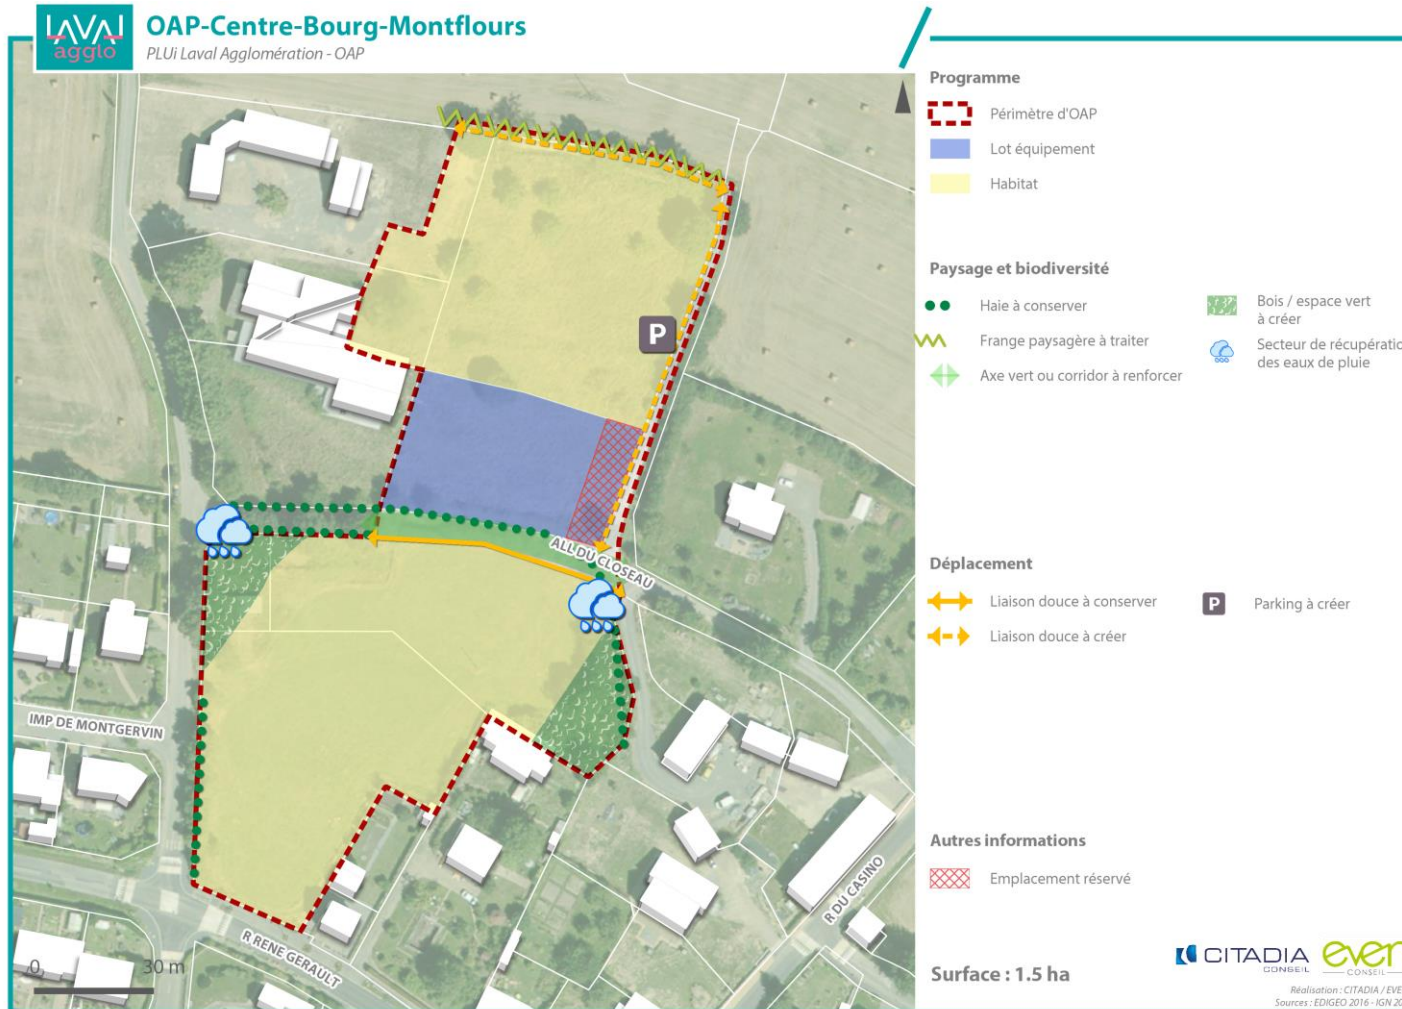 LAVAL
agglo
OAP-Centre-Bourg-Montflours
PLUi Laval Agglomération - OAP
P
ALL DU CLOSEAU
IMP DE MONTGERVIN
R RENE GERAULT
R DU CASINO
0
30 m
Programme
Périmètre d'OAP
Lot équipement
Habitat
Paysage et biodiversité
Haie à conserver
Frange paysagère à traiter
Axe vert ou corridor à renforcer
Bois / espace vert
à créer
Secteur de récupératio
des eaux de pluie
Déplacement
Liaison douce à conserver
Liaison douce à créer
P
Parking à créer
Autres informations
Emplacement réservé
Surface : 1.5 ha
CITADIA
CONSEIL
even
CONSEIL
Réalisation : CITADIA / EVE
Sources : EDIGEO 2016 - IGN 20